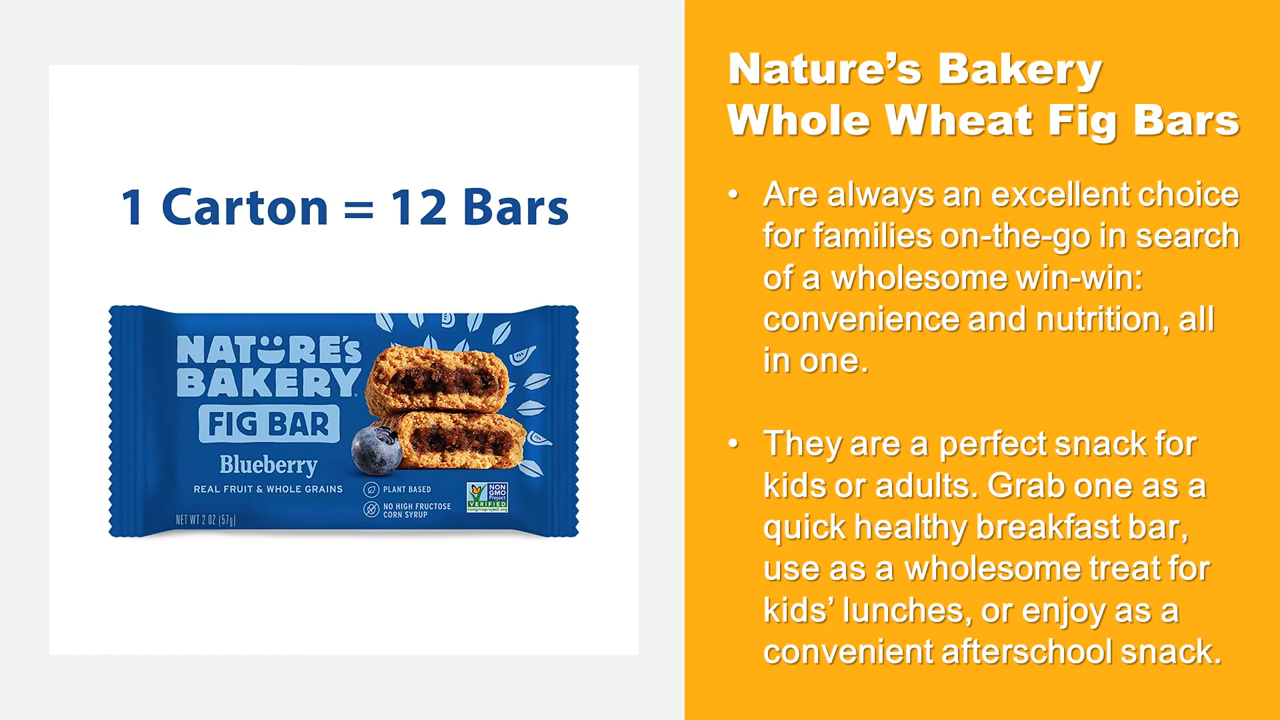 1 Carton = 12 Bars
NATURE's
BAKERY®
FIG BAR
Blueberry
REAL FRUIT & WHOLE GRAINS
PLANT BASED
NO HIGH FRUCTOSE
CORN SYRUP
NON
GMO
Project
VERIFIED
nongmoproject.org
NET WT 2 OZ (57g)
Nature’s Bakery
Whole Wheat Fig Bars
• Are always an excellent choice
for families on-the-go in search
of a wholesome win-win:
convenience and nutrition, all
in one.
• They are a perfect snack for
kids or adults. Grab one as a
quick healthy breakfast bar,
use as a wholesome treat for
kids’ lunches, or enjoy as a
convenient afterschool snack.